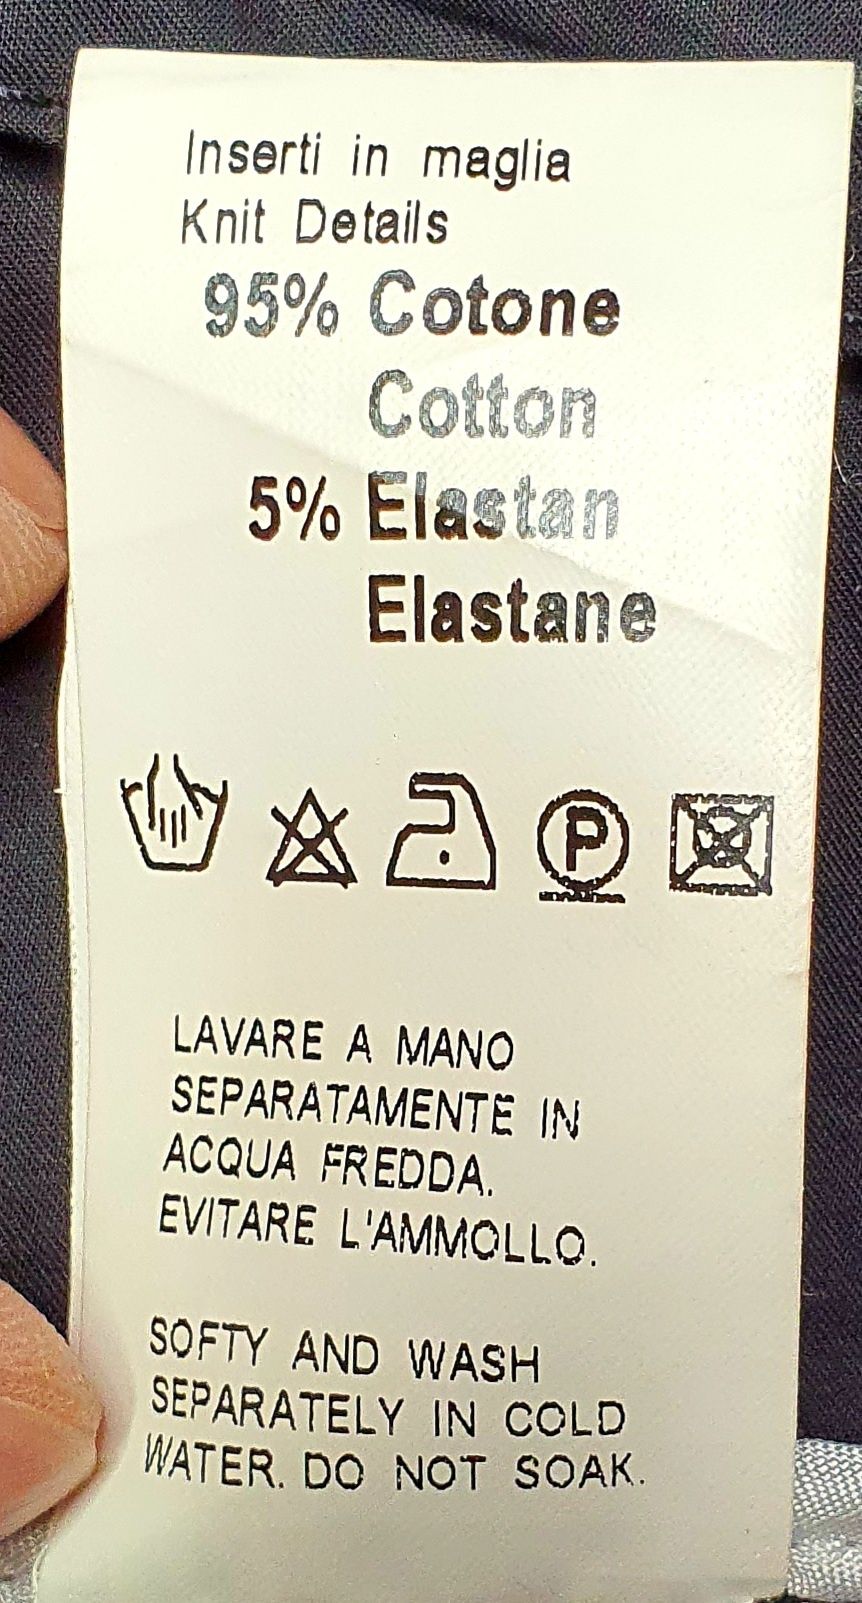 Inserti in maglia
Knit Details
95% Cotone
Cotton
5% Elastan
Elastane
P
LAVARE A MANO
SEPARATAMENTE IN
ACQUA FREDDA.
EVITARE L'AMMOLLO.
SOFTY AND WASH
SEPARATELY IN COLD
WATER. DO NOT SOAK.